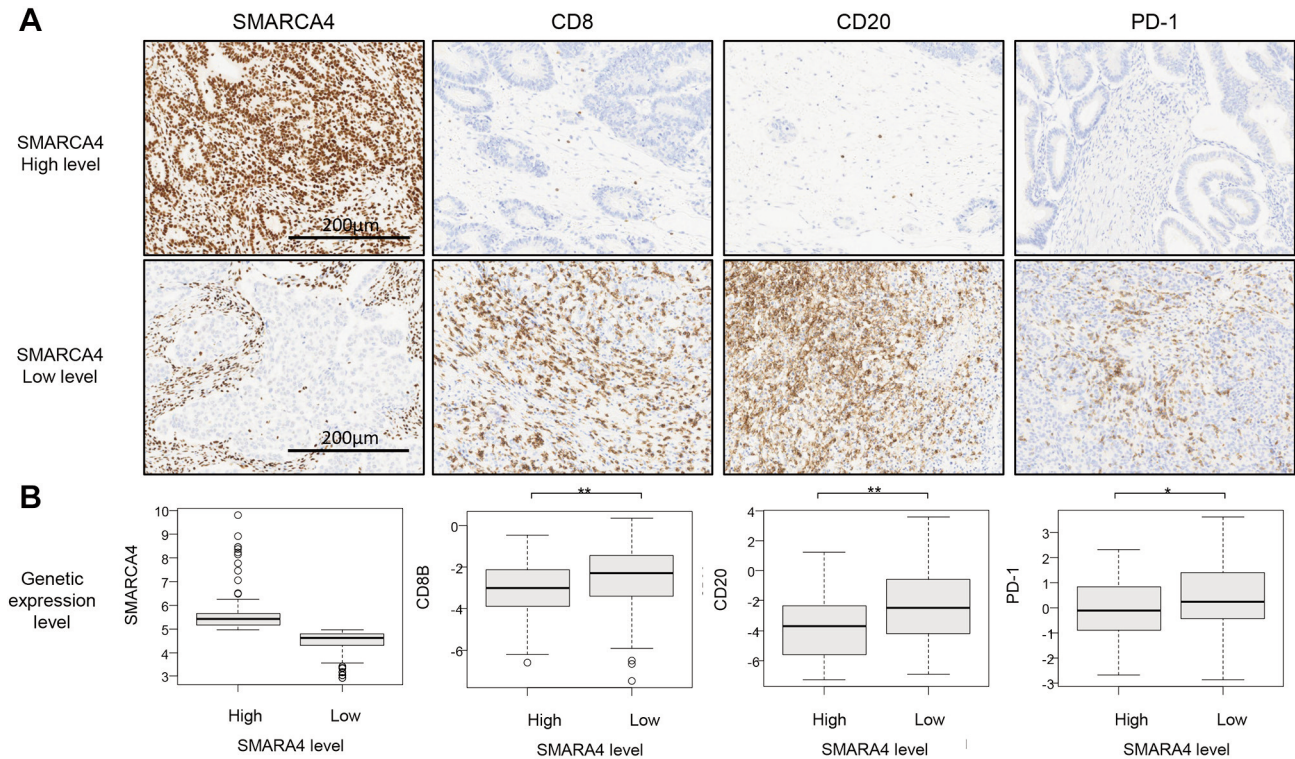 A
SMARCA4
CD8
CD20
PD-1
SMARCA4
High level
200µm
SMARCA4
Low level
200µm
B
Genetic
expression
level
SMARCA4
10
9
8
7
6
5
4
3
High
Low
SMARA4 level
**
CD8B
0
-2
-4
-6
High
Low
SMARA4 level
**
CD20
4
2
0
-2
-4
-6
High
Low
SMARA4 level
*
PD-1
3
2
1
0
-1
-2
-3
High
Low
SMARA4 level